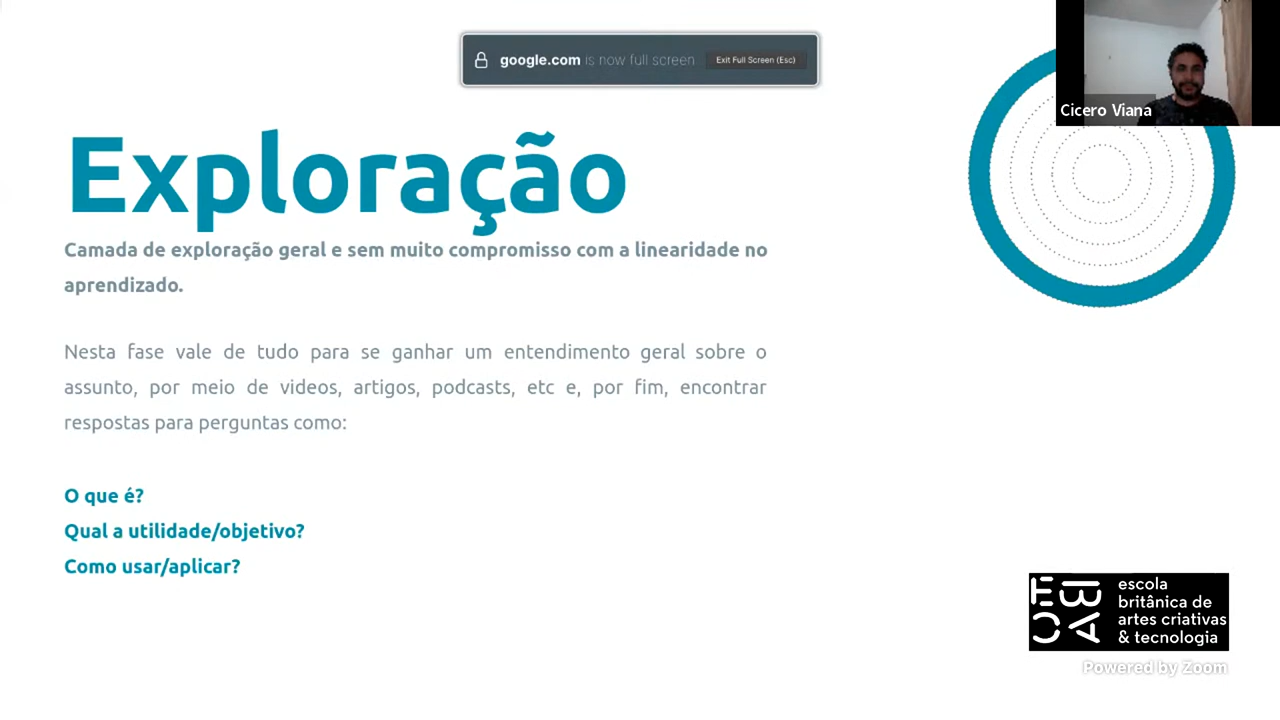 google.com is now full screen Exit Full Screen (Esc)
Cicero Viana
Exploração
Camada de exploração geral e sem muito compromisso com a linearidade no
aprendizado.
Nesta fase vale de tudo para se ganhar um entendimento geral sobre o
assunto, por meio de videos, artigos, podcasts, etc e, por fim, encontrar
respostas para perguntas como:
O que é?
Qual a utilidade/objetivo?
Como usar/aplicar?
escola
britânica de
artes criativas
& tecnologia
Powered by Zoom